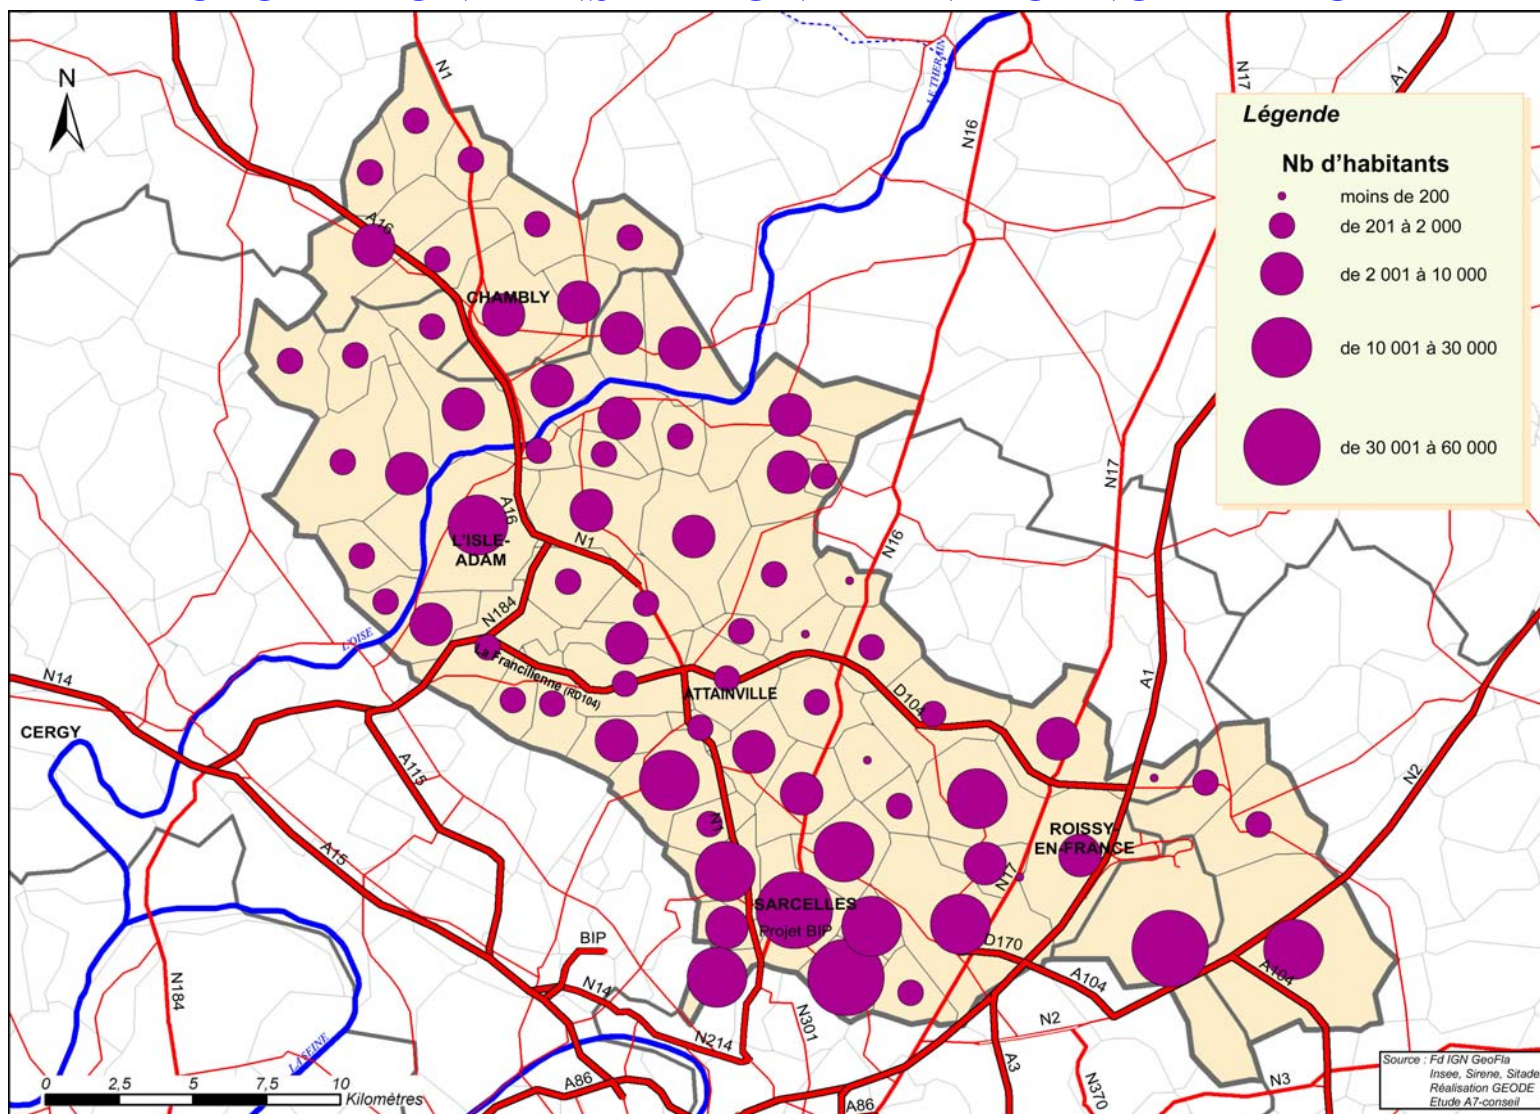 N
N1
A16
CHAMBLY
LE THERAIN
N16
N17
A1
Légende
Nb d'habitants
moins de 200
de 201 à 2 000
de 2 001 à 10 000
de 10 001 à 30 000
de 30 001 à 60 000
N17
A16
N1
N16
L'ISLE-
ADAM
N184
L'OISE
La Francilienne (RD104)
ATTAINVILLE
D104
A1
N2
N14
CERGY
A115
N1
ROISSY-
EN-FRANCE
A15
N17
SARCELLES
Projet BIP
BIP
D170
A104
A104
N184
N14
N301
N2
N214
A3
LA SEINE
A86
A86
N370
N3
0 2,5 5 7,5 10
Kilomètres
Source : Fd IGN GeoFla
Insee, Sirene, Sitadel
Réalisation GEODE
Etude A7-conseil